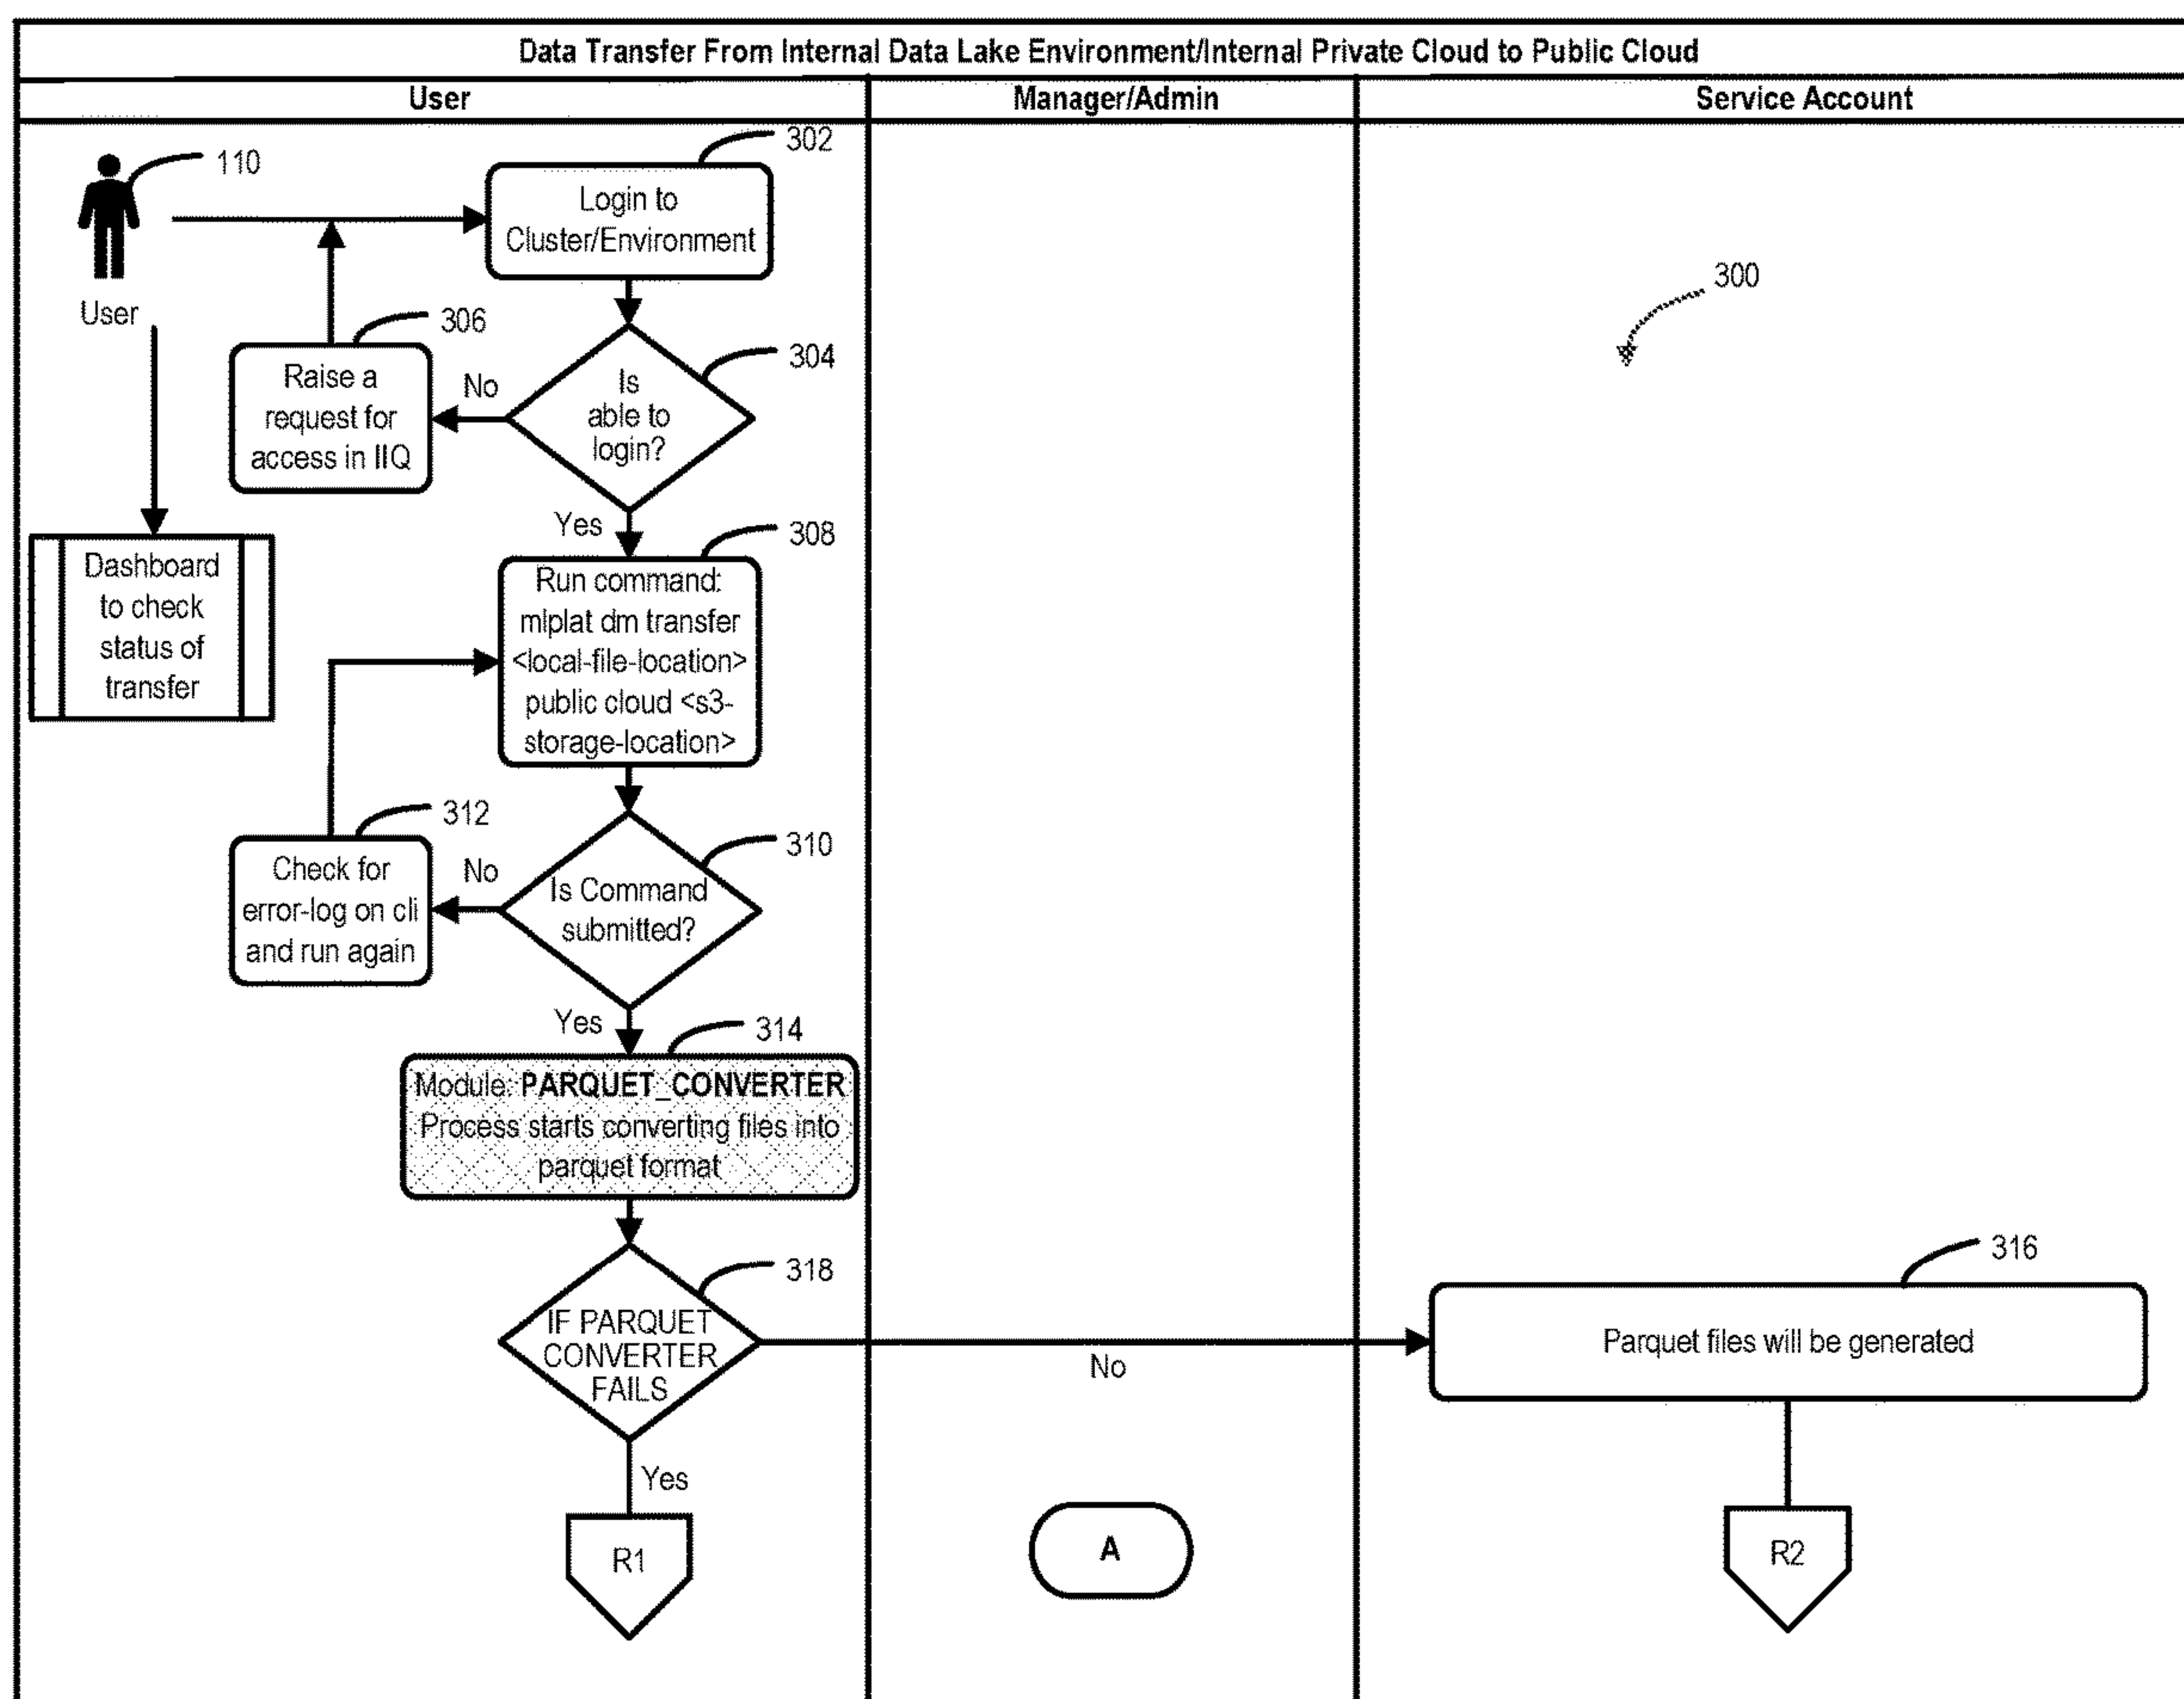 Data Transfer From Internal Data Lake Environment/Internal Private Cloud to Public Cloud
User
Manager/Admin
Service Account
110
User
302
Login to
Cluster/Environment
300
306
Raise a
request for
access in IIQ
No
304
Is
able to
login?
Yes
Dashboard
to check
status of
transfer
308
Run command:
mlplat dm transfer
<local-file-location>
public cloud <s3-
storage-location>
312
Check for
error-log on cli
and run again
No
310
Is Command
submitted?
Yes
314
Module: PARQUET_CONVERTER
Process starts converting files into
parquet format
318
IF PARQUET
CONVERTER
FAILS
No
316
Parquet files will be generated
Yes
R1
A
R2